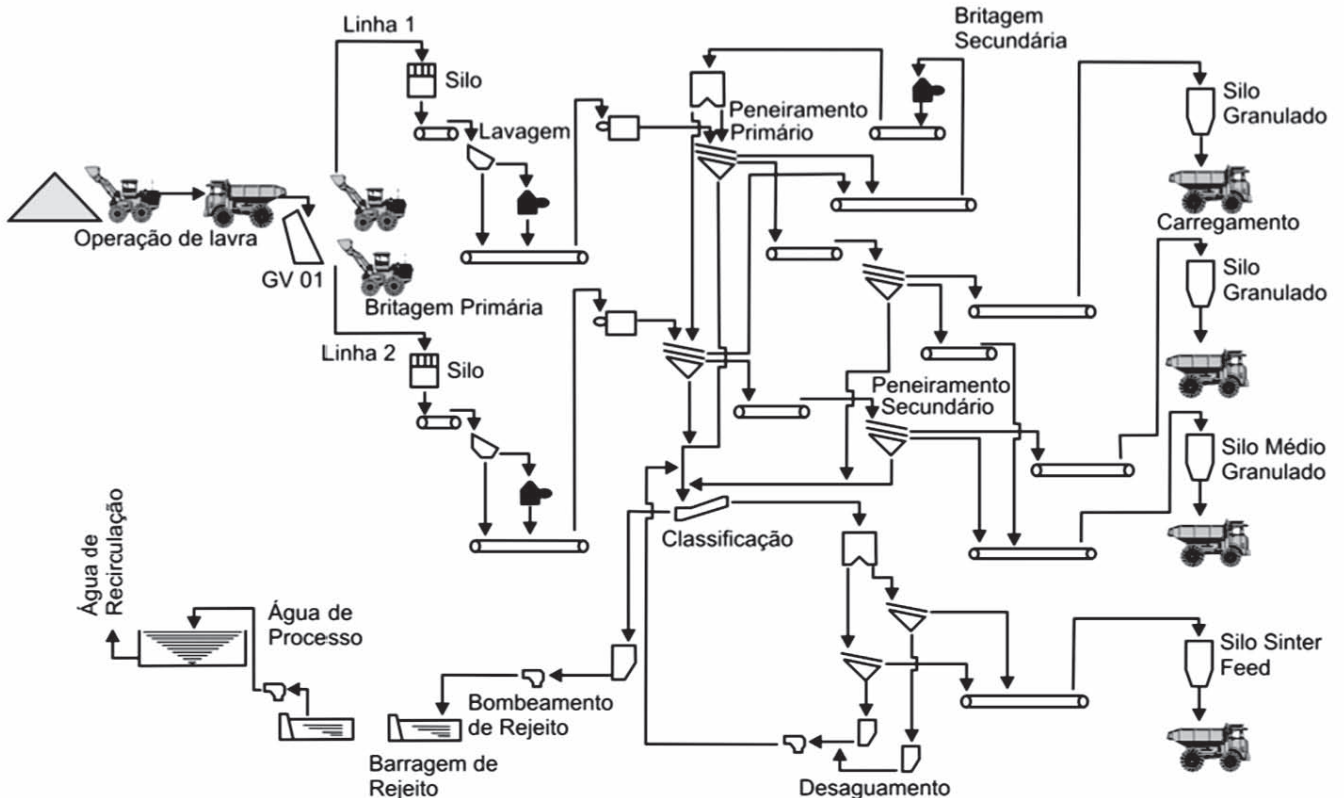 Linha 1
Britagem
Secundária
Silo
Silo
Granulado
Peneiramento
Primário
Lavagem
Carregamento
Operação de lavra
GV 01
Silo
Granulado
Britagem Primária
Linha 2
Silo
Peneiramento
Secundário
Silo Médio
Granulado
Classificação
Água de
Recirculação
Água de
Processo
Silo Sinter
Feed
Bombeamento
de Rejeito
Barragem de
Rejeito
Desaguamento